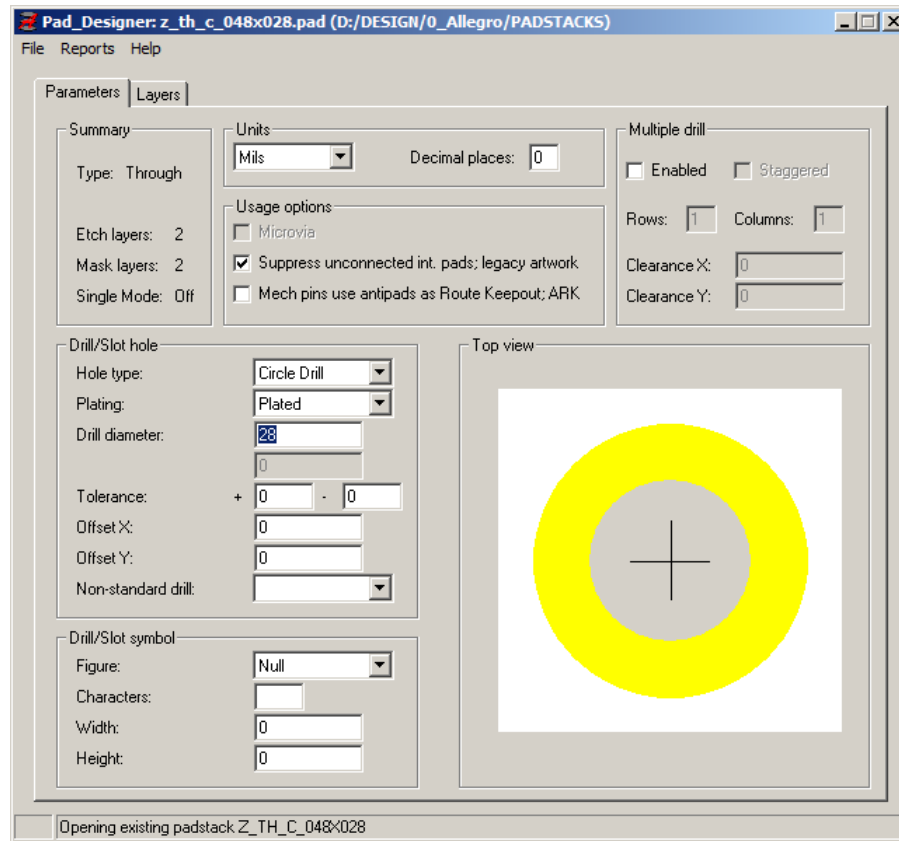 Pad_Designer: z_th_c_048x028.pad (D:/DESIGN/0_Allegro/PADSTACKS)
File Reports Help
Parameters Layers
Summary
Type: Through
Etch layers: 2
Mask layers: 2
Single Mode: Off
Units
Mils Decimal places: 0
Usage options
Microvia
Suppress unconnected int. pads; legacy artwork
Mech pins use antipads as Route Keepout; ARK
Multiple drill
Enabled Staggered
Rows: 1 Columns: 1
Clearance X: 0
Clearance Y: 0
Drill/Slot hole
Hole type: Circle Drill
Plating: Plated
Drill diameter: 28
0
Tolerance: + 0 - 0
Offset X: 0
Offset Y: 0
Non-standard drill:
Drill/Slot symbol
Figure: Null
Characters:
Width: 0
Height: 0
Top view
Opening existing padstack Z_TH_C_048X028